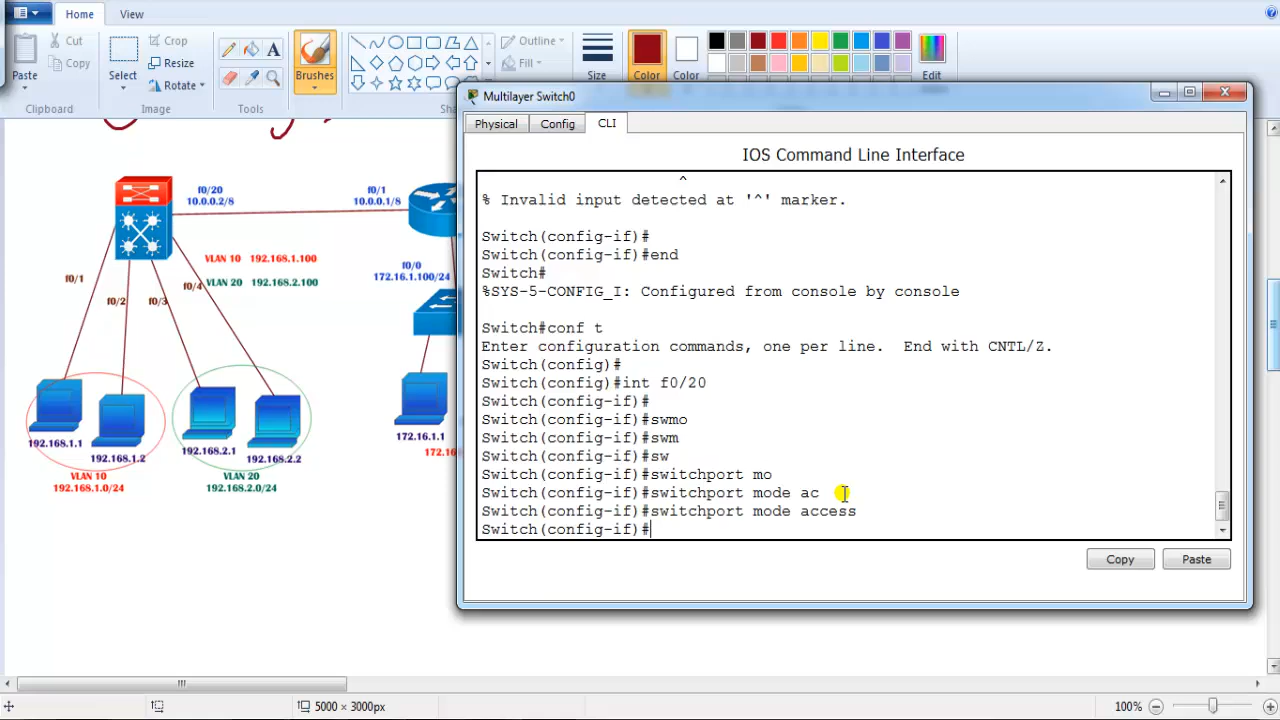 Home
View
Paste
Cut
Copy
Clipboard
Select
Crop
Resize
Rotate
Image
A
Tools
Brushes
Outline
Fill
Size
Color
Color
Edit
Multilayer Switch0
Physical
Config
CLI
IOS Command Line Interface
^
% Invalid input detected at '^' marker.
Switch(config-if)#
Switch(config-if)#end
Switch#
%SYS-5-CONFIG_I: Configured from console by console
Switch#conf t
Enter configuration commands, one per line. End with CNTL/Z.
Switch(config)#
Switch(config)#int f0/20
Switch(config-if)#
Switch(config-if)#swmo
Switch(config-if)#swm
Switch(config-if)#sw
Switch(config-if)#switchport mo
Switch(config-if)#switchport mode ac
Switch(config-if)#switchport mode access
Switch(config-if)#
Copy
Paste
f0/20
10.0.0.2/8
f0/1
10.0.0.1/8
VLAN 10 192.168.1.100
VLAN 20 192.168.2.100
f0/0
172.16.1.100/24
f0/1
f0/2
f0/3
f0/4
192.168.1.1
192.168.1.2
192.168.2.1
192.168.2.2
172.16.1.1
VLAN 10
192.168.1.0/24
VLAN 20
192.168.2.0/24
5000 × 3000px
100%